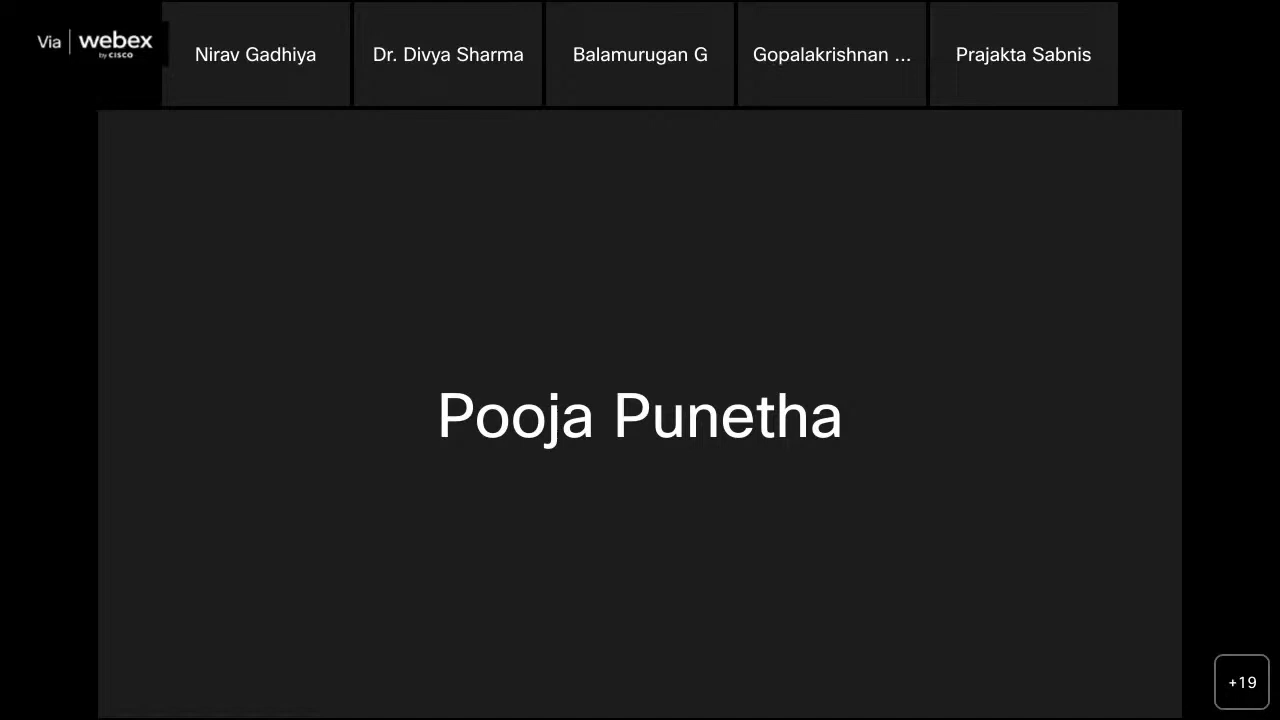 Via | webex
by CISCO
Nirav Gadhiya
Dr. Divya Sharma
Balamurugan G
Gopalakrishnan ...
Prajakta Sabnis
Pooja Punetha
+19